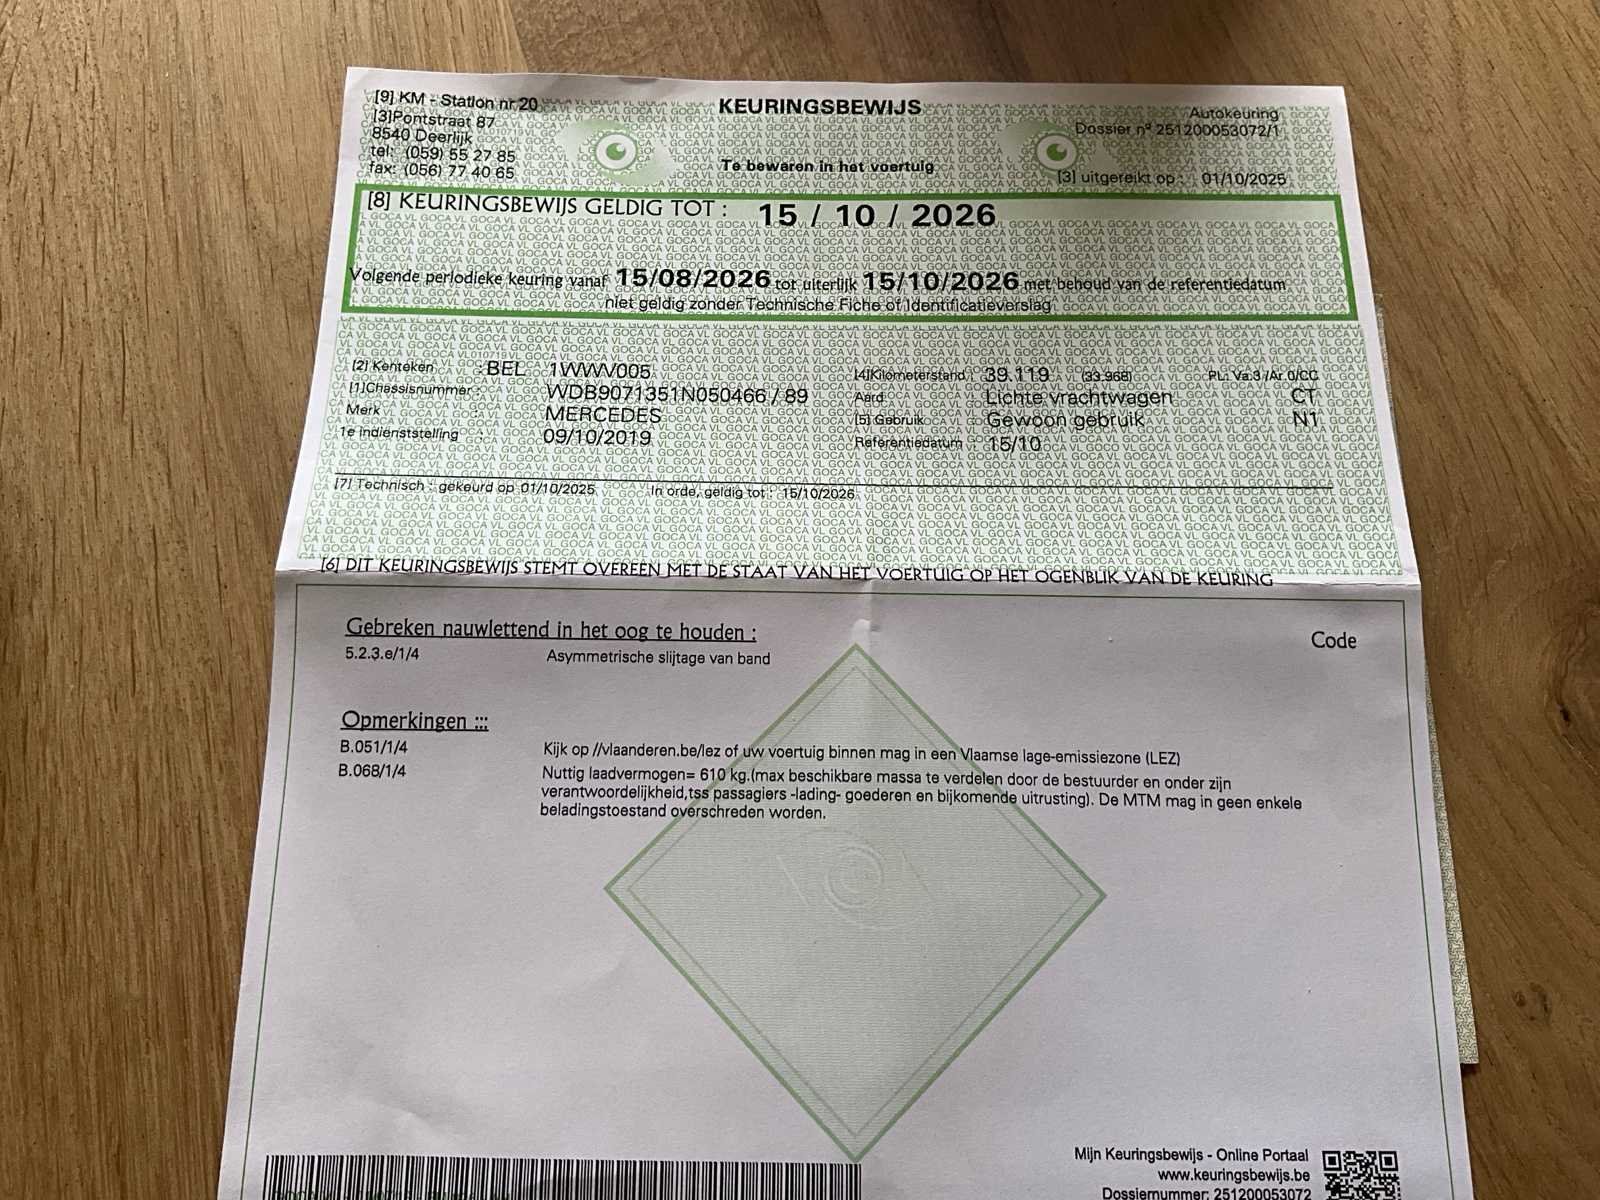 [9] KM - Station nr 20
[3]Pontstraat 87
8540 Deerlijk
tel: (059) 55 27 85
fax: (056) 77 40 65
KEURINGSBEWIJS
Te bewaren in het voertuig
Autokeuring
Dossier nº 251200053072/1
[3] uitgereikt op : 01/10/2025
[8] KEURINGSBEWIJS GELDIG TOT : 15 / 10 / 2026
Volgende periodieke keuring vanaf 15/08/2026 tot uiterlijk 15/10/2026 met behoud van de referentiedatum
niet geldig zonder Technische Fiche of Identificatieverslag
[2] Kenteken : BEL 1WWV005
[1]Chassisnummer : WDB9071351N050466 / 89
Merk MERCEDES
1e indienststelling : 09/10/2019
[4]Kilometerstand : 39.119 (33.968) PL: Va:3 /Ar:0/CC
Aard : Lichte vrachtwagen CT
[5] Gebruik : Gewoon gebruik N1
Referentiedatum : 15/10
[7] Technisch : gekeurd op 01/10/2025 In orde, geldig tot : 15/10/2026
[6] DIT KEURINGSBEWIJS STEMT OVEREEN MET DE STAAT VAN HET VOERTUIG OP HET OGENBLIK VAN DE KEURING
Gebreken nauwlettend in het oog te houden : Code
5.2.3.e/1/4 Asymmetrische slijtage van band
Opmerkingen :::
B.051/1/4 Kijk op //vlaanderen.be/lez of uw voertuig binnen mag in een Vlaamse lage-emissiezone (LEZ)
B.068/1/4 Nuttig laadvermogen= 610 kg.(max beschikbare massa te verdelen door de bestuurder en onder zijn
verantwoordelijkheid,tss passagiers -lading- goederen en bijkomende uitrusting). De MTM mag in geen enkele
beladingstoestand overschreden worden.
Mijn Keuringsbewijs - Online Portaal
www.keuringsbewijs.be
Dossiernummer: 251200053072